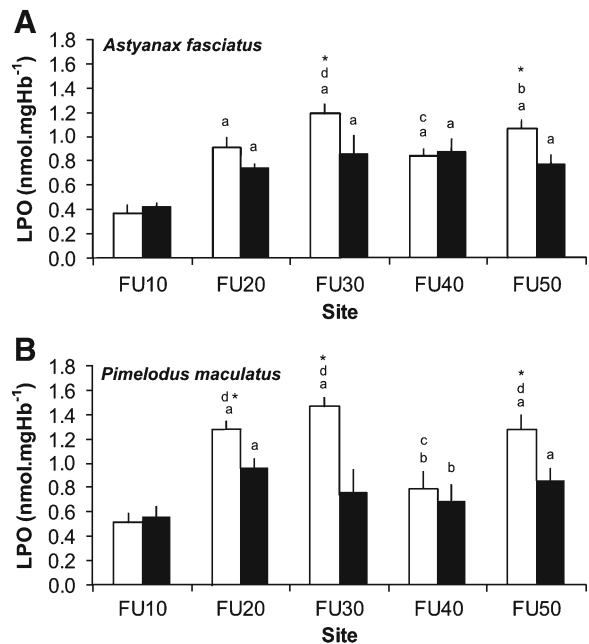 A
Astyanax fasciatus
LPO (nmol.mgHb-1)
1.8
1.6
1.4
1.2
1.0
0.8
0.6
0.4
0.2
0.0
a
a
*
d
a
a
c
a
a
*
b
a
a
FU10 FU20 FU30 FU40 FU50
Site
B
Pimelodus maculatus
LPO (nmol.mgHb-1)
1.8
1.6
1.4
1.2
1.0
0.8
0.6
0.4
0.2
0.0
d *
a
a
*
d
a
c
b
b
*
d
a
a
FU10 FU20 FU30 FU40 FU50
Site